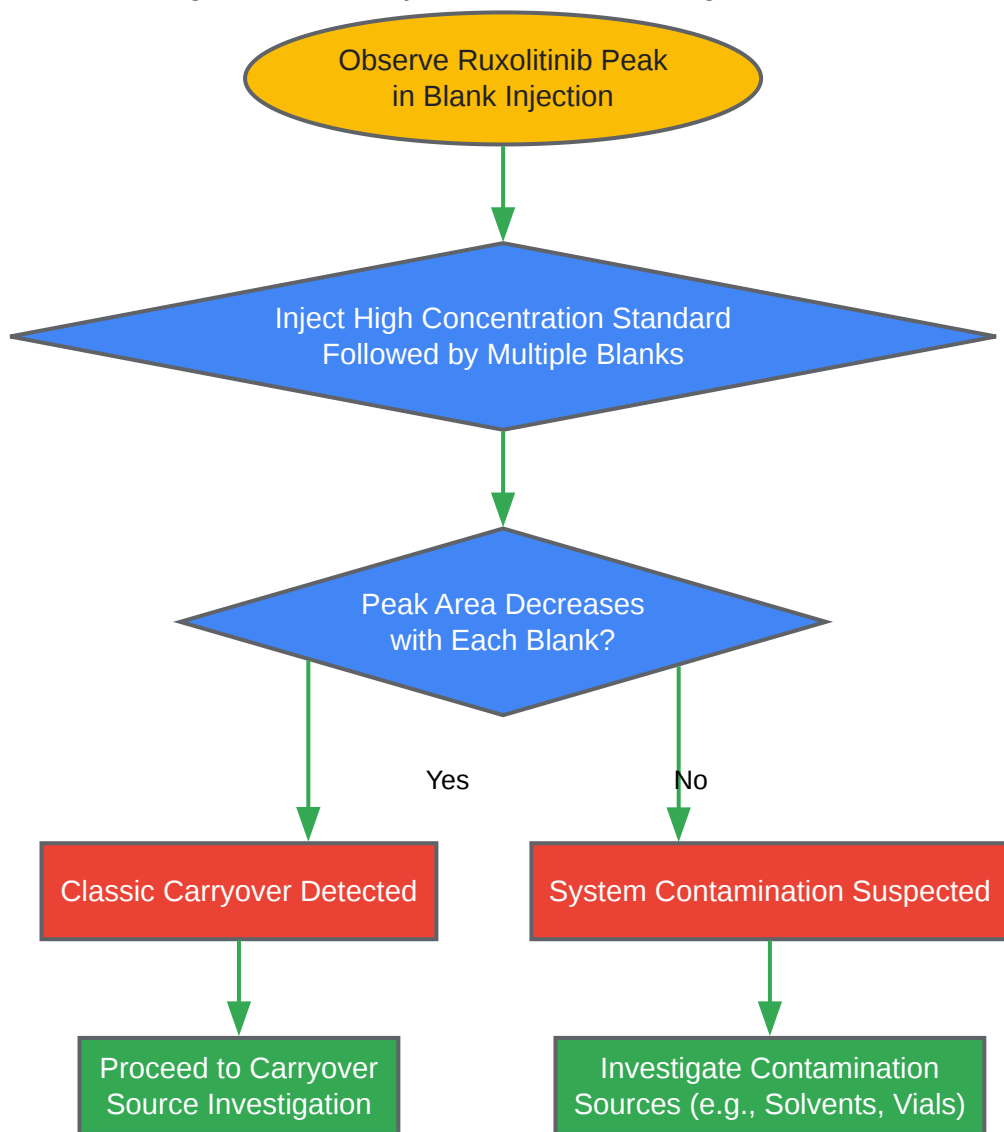 Observe Ruxolitinib Peak
in Blank Injection
Inject High Concentration Standard
Followed by Multiple Blanks
Peak Area Decreases
with Each Blank?
Yes
No
Classic Carryover Detected
System Contamination Suspected
Proceed to Carryover
Source Investigation
Investigate Contamination
Sources (e.g., Solvents, Vials)